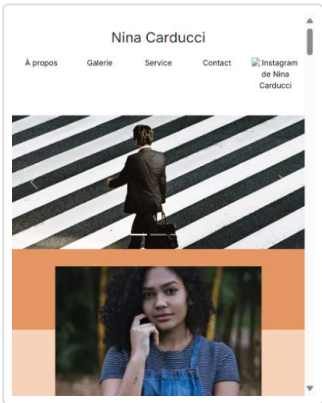 Nina Carducci
À propos Galerie Service Contact Instagram
de Nina
Carducci